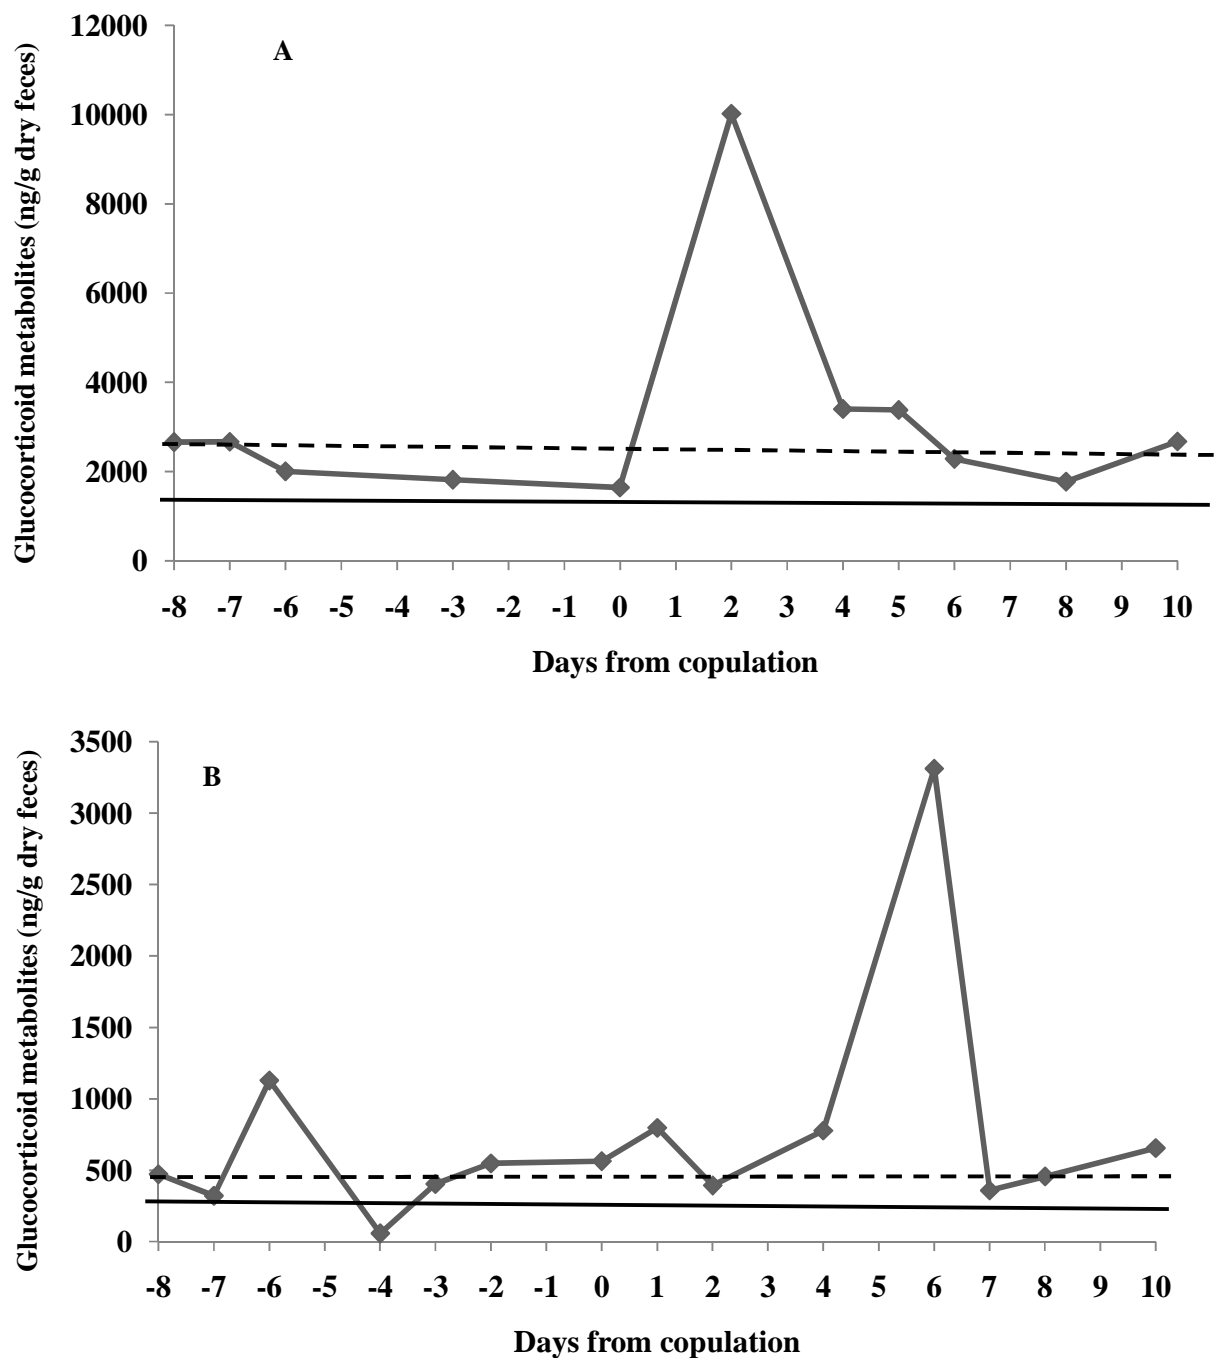 A
Glucocorticoid metabolites (ng/g dry feces)
12000
10000
8000
6000
4000
2000
0
-8 -7 -6 -5 -4 -3 -2 -1 0 1 2 3 4 5 6 7 8 9 10
Days from copulation
B
Glucocorticoid metabolites (ng/g dry feces)
3500
3000
2500
2000
1500
1000
500
0
-8 -7 -6 -5 -4 -3 -2 -1 0 1 2 3 4 5 6 7 8 9 10
Days from copulation